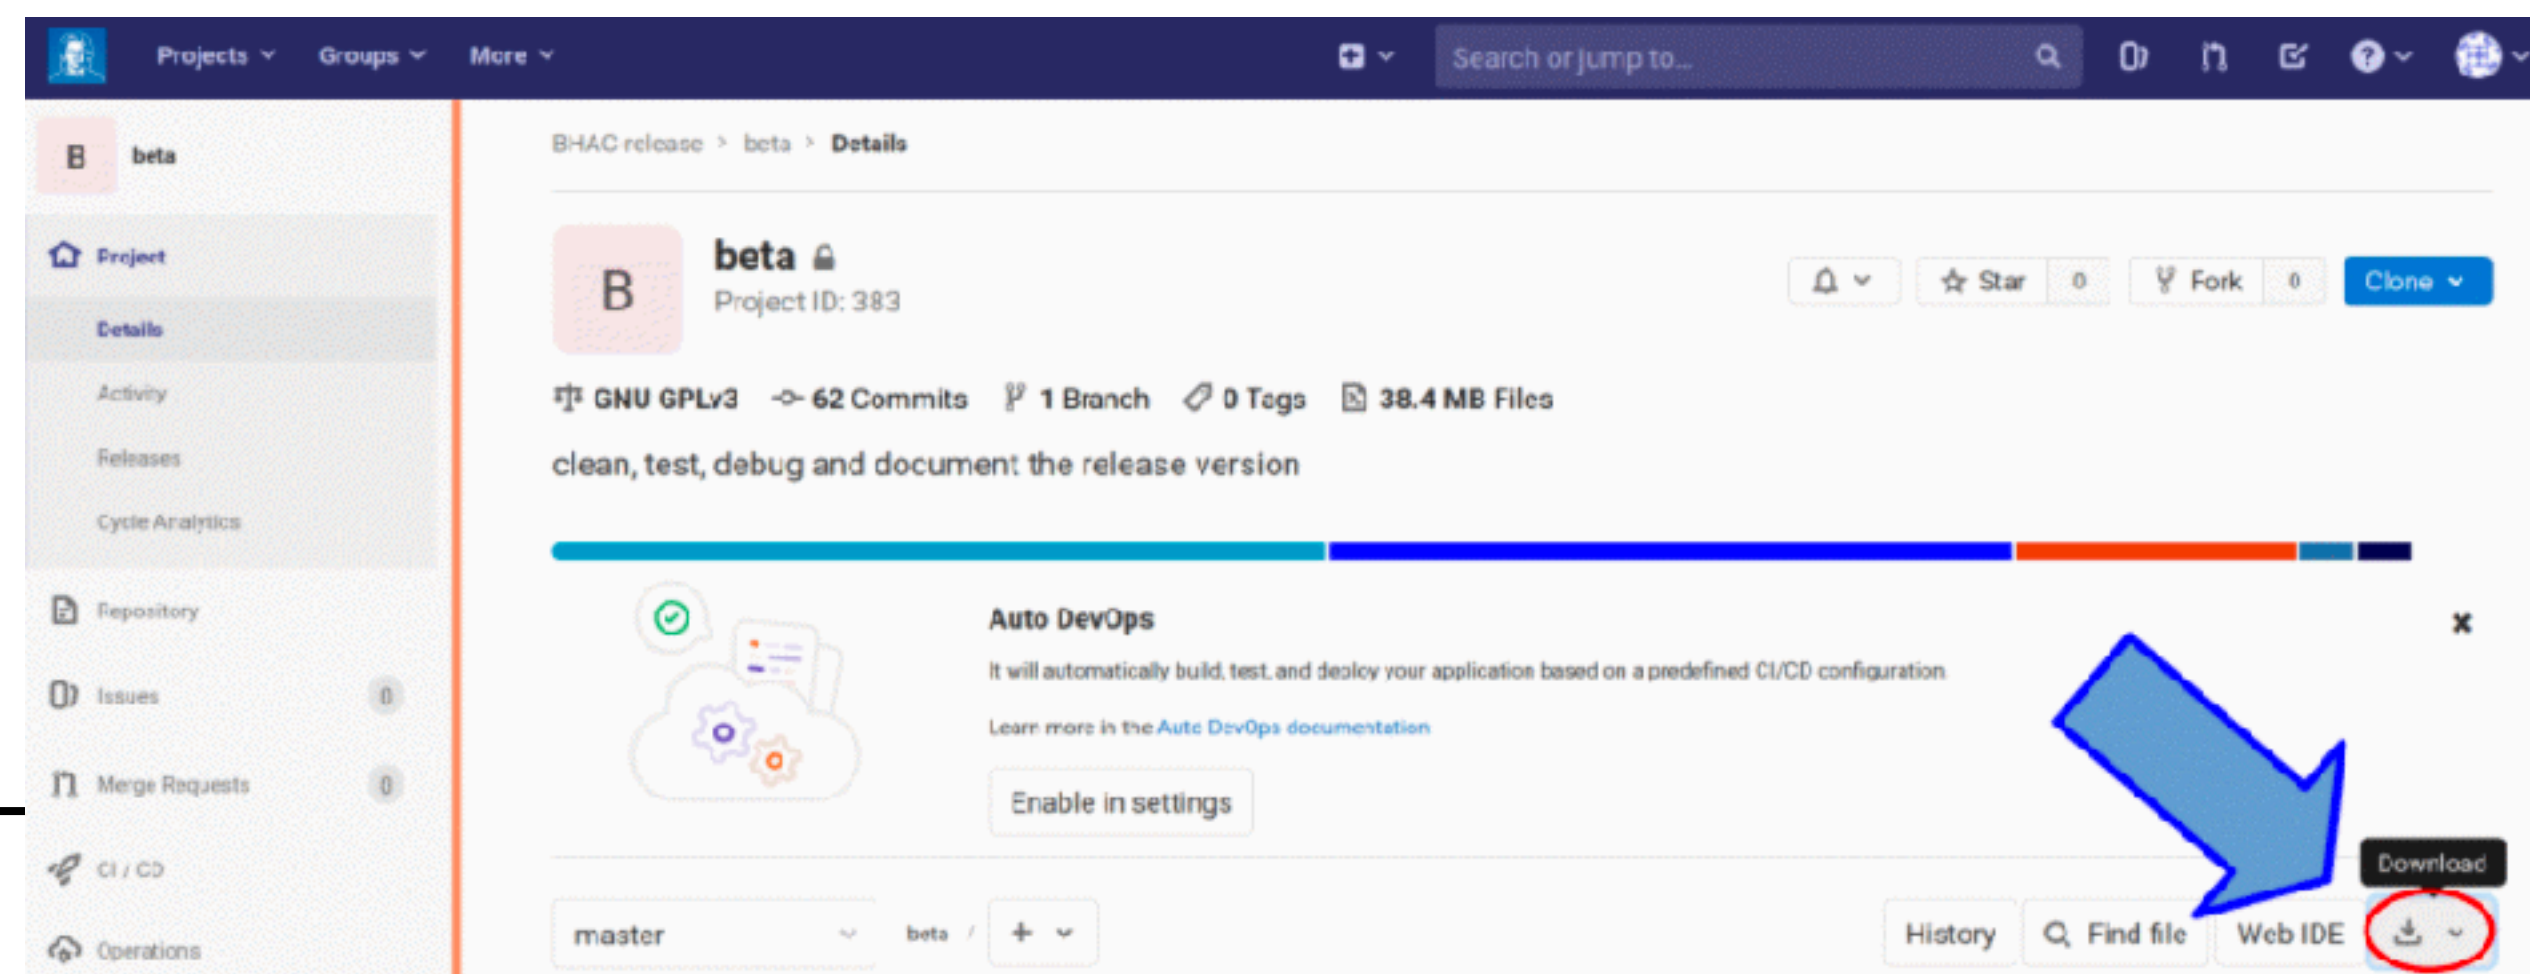 Projects Groups More Search or jump to...
B beta
BHAC release > beta > Details
Project
Details
Activity
Releases
Cycle Analytics
Repository
Issues 0
Merge Requests 0
CI / CD
Operations
B
beta
Project ID: 383
Star 0 Fork 0 Clone
GNU GPLv3 62 Commits 1 Branch 0 Tags 38.4 MB Files
clean, test, debug and document the release version
Auto DevOps
It will automatically build, test, and deploy your application based on a predefined CI/CD configuration.
Learn more in the Auto DevOps documentation
Enable in settings
Download
master beta / + History Find file Web IDE